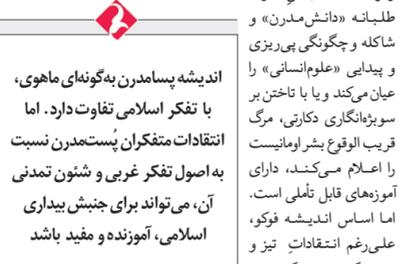 طلبانه «دانش‌مدرن» و
شاکله و چگونگی پی‌ریزی
و پیدایی «علوم‌انسانی» را
عیان می‌کند و یا با تاختن بر
سوبژه‌انگاری دکارتی، مرگ
قریب الوقوع بشر اومانیست
را اعلام می‌کند، دارای
آموزه‌های قابل تأملی است.
اما اساس اندیشه فوکو،
علی‌رغم انتقاداتِ تیز و
اندیشه پسامدرن به‌گونه‌ای ماهوی،
با تفکر اسلامی تفاوت دارد. اما
انتقادات متفکران پُست‌مدرن نسبت
به اصول تفکر غربی و شئون تمدنی
آن، می‌تواند برای جنبش بیداری
اسلامی، آموزنده و مفید باشد